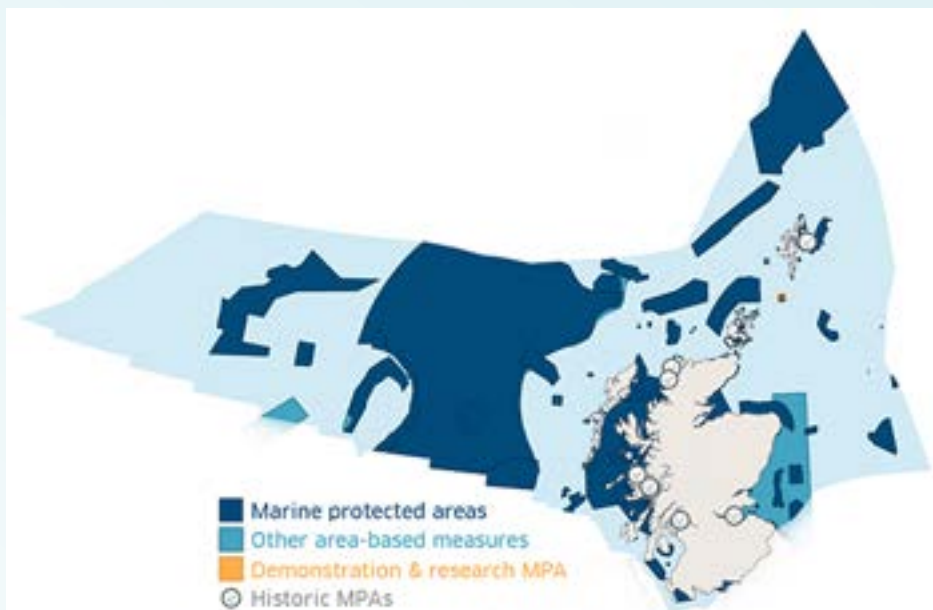 Marine protected areas
Other area-based measures
Demonstration & research MPA
Historic MPAs